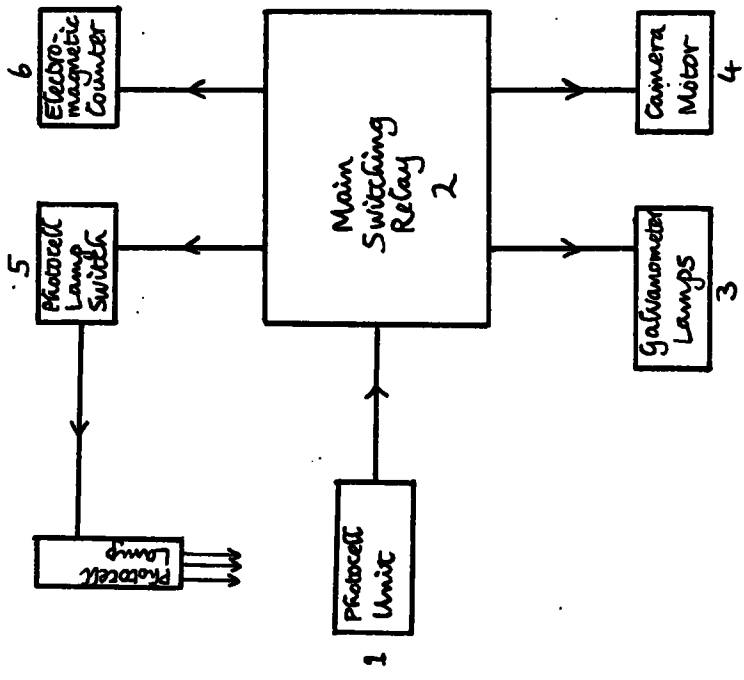 6
Electro-
magnetic
Counter
5
Photocell
Lamp
Switch
Photocell
Lamp
Main
Switching
Relay
2
Photocell
Unit
1
Camera
Motor
4
Galvanometer
Lamps
3